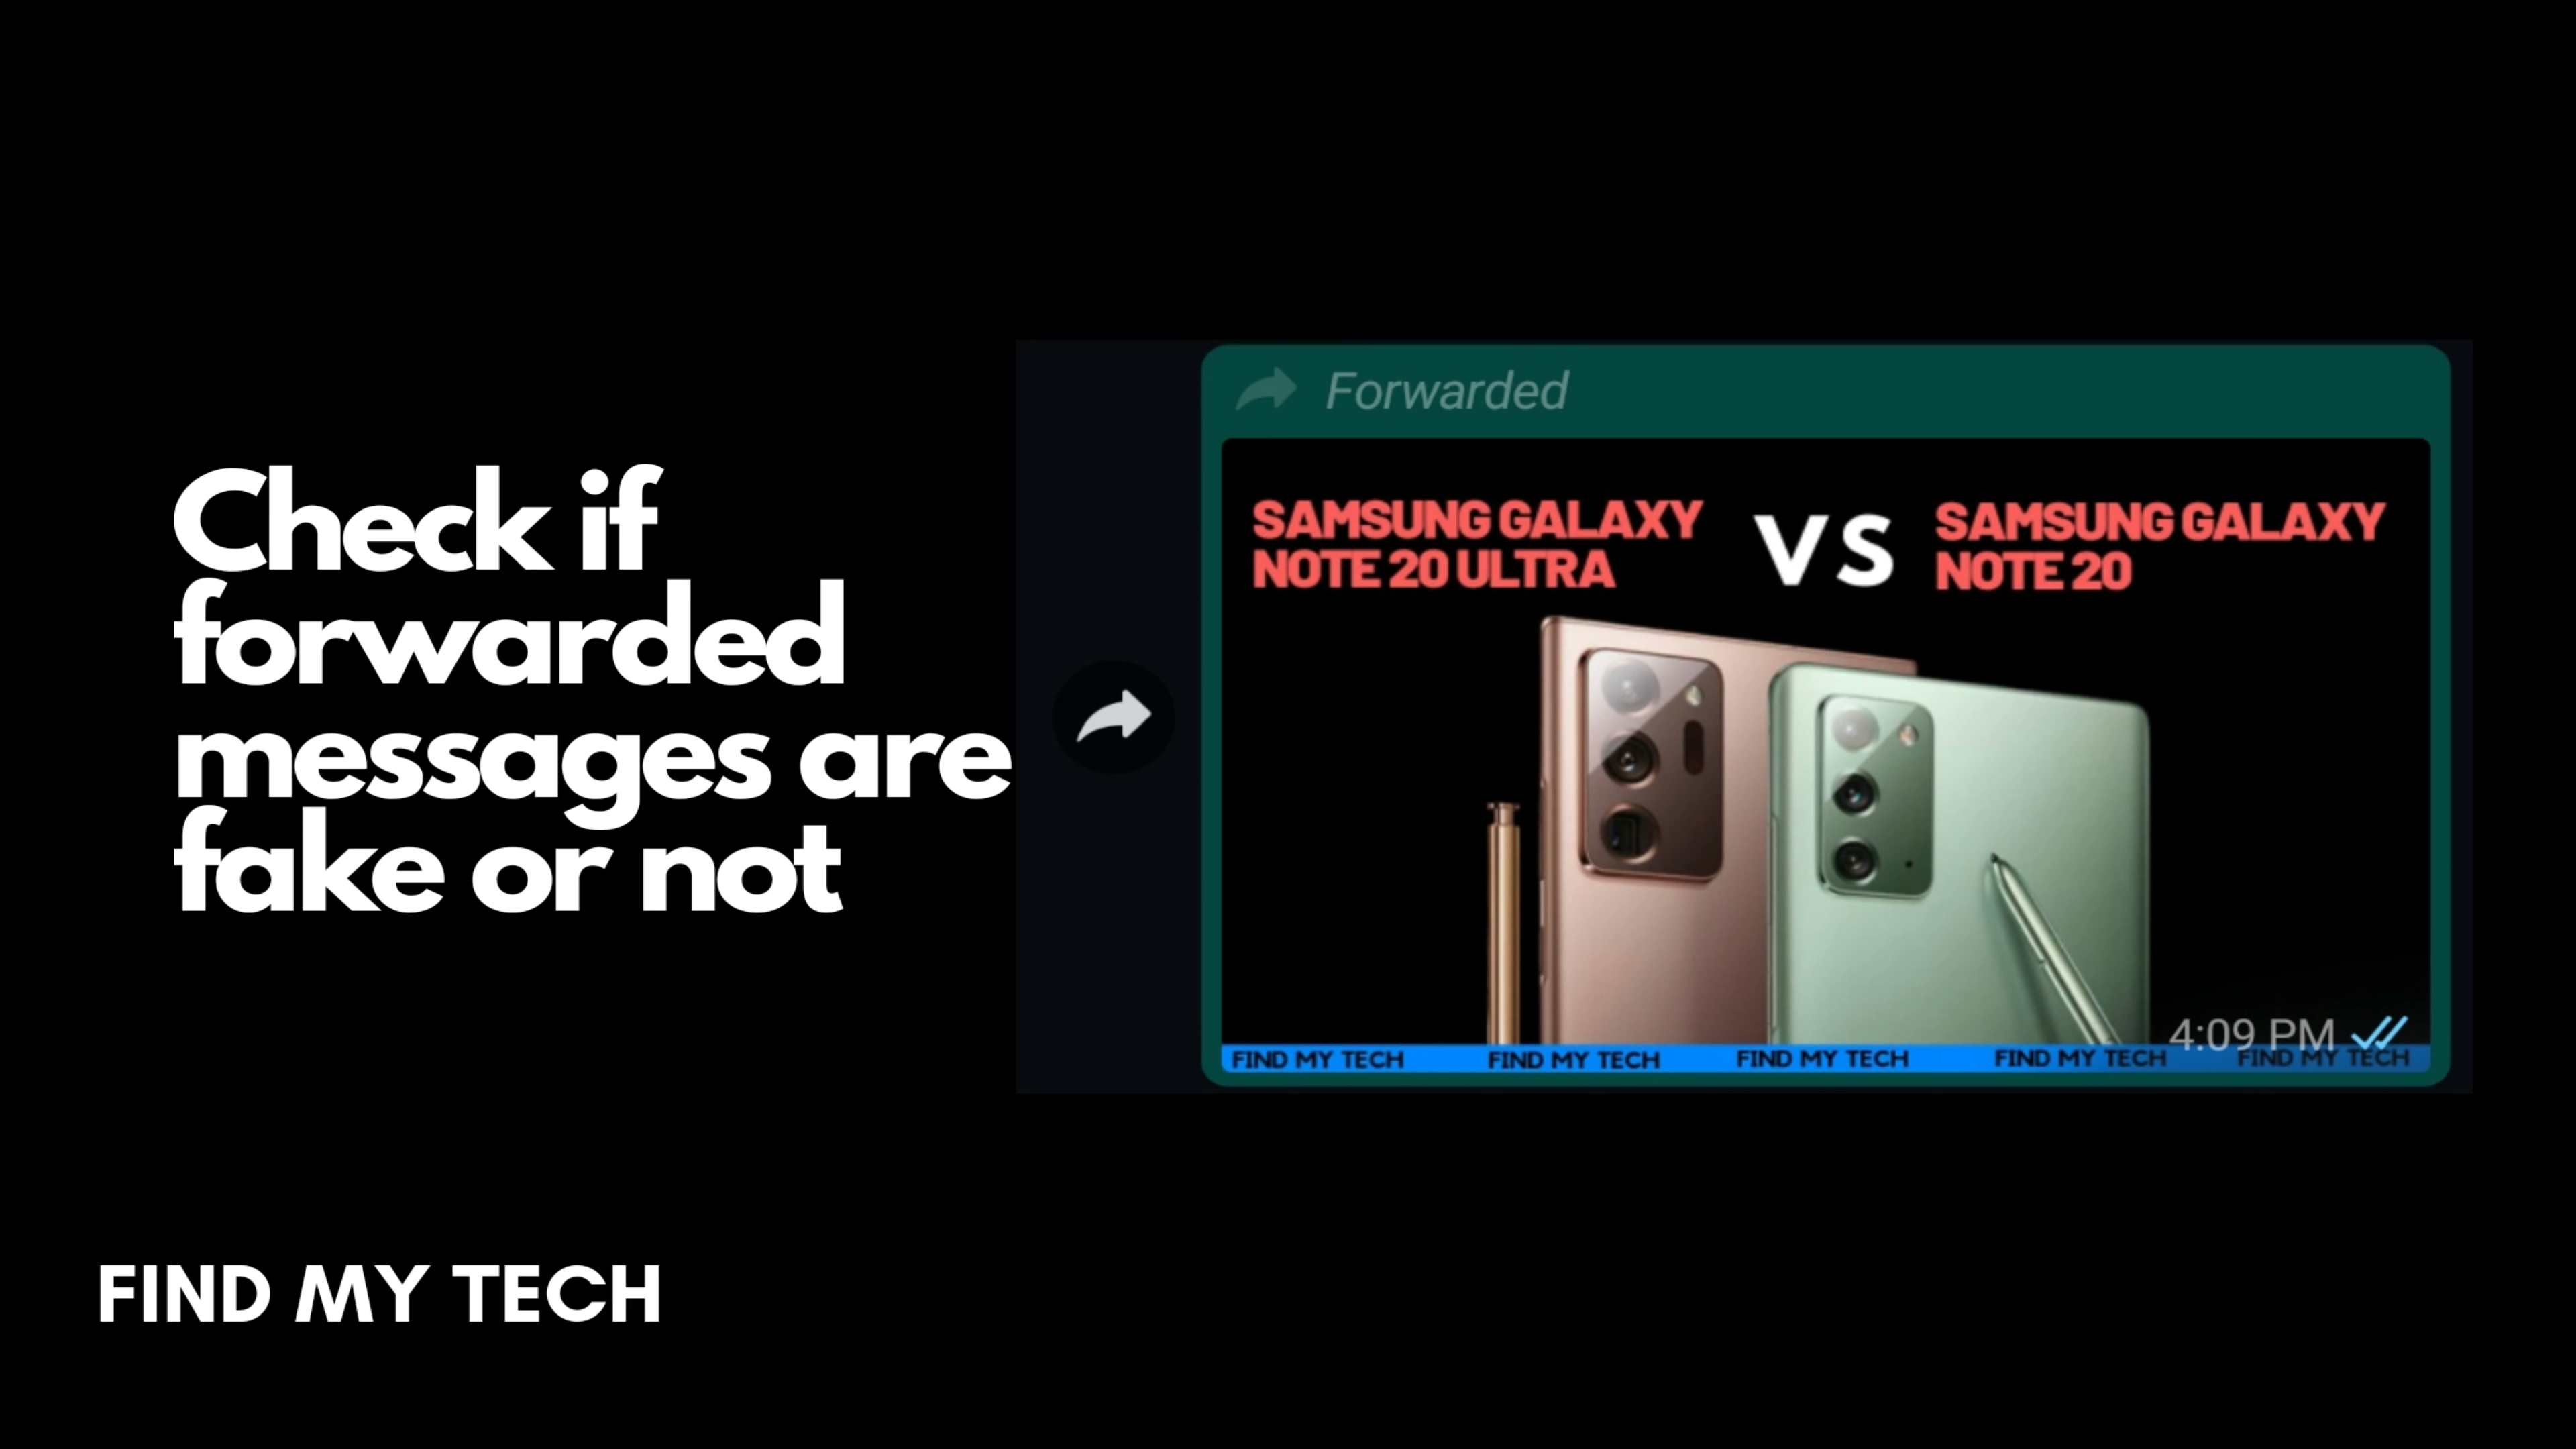 Check if
forwarded
messages are
fake or not
Forwarded
SAMSUNG GALAXY
NOTE 20 ULTRA
VS
SAMSUNG GALAXY
NOTE 20
4:09 PM
FIND MY TECH FIND MY TECH FIND MY TECH FIND MY TECH FIND MY TECH
FIND MY TECH